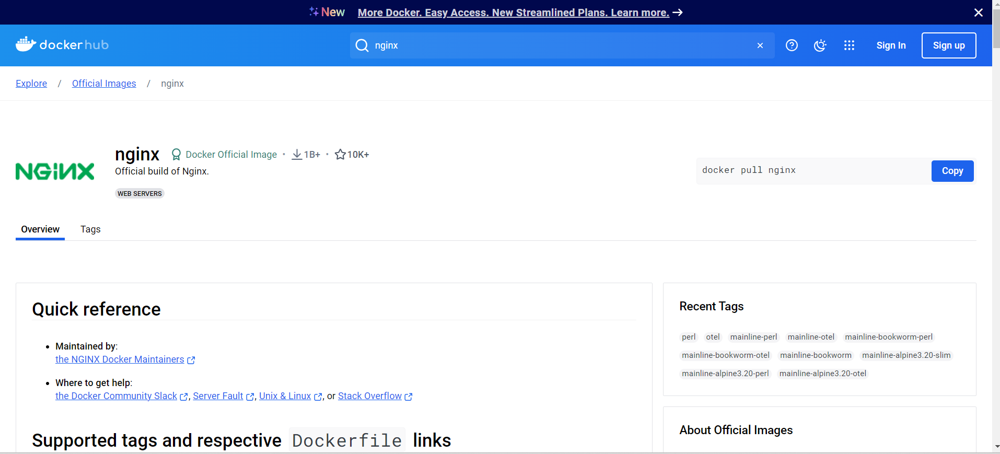 New More Docker. Easy Access. New Streamlined Plans. Learn more.
docker hub
nginx
Sign In
Sign up
Explore / Official Images / nginx
NGINX
nginx Docker Official Image • 1B+ • 10K+
Official build of Nginx.
WEB SERVERS
docker pull nginx
Copy
Overview
Tags
Quick reference
Maintained by:
the NGINX Docker Maintainers
Where to get help:
the Docker Community Slack, Server Fault, Unix & Linux, or Stack Overflow
Supported tags and respective Dockerfile links
Recent Tags
perl otel mainline-perl mainline-otel mainline-bookworm-perl
mainline-bookworm-otel mainline-bookworm mainline-alpine3.20-slim
mainline-alpine3.20-perl mainline-alpine3.20-otel
About Official Images